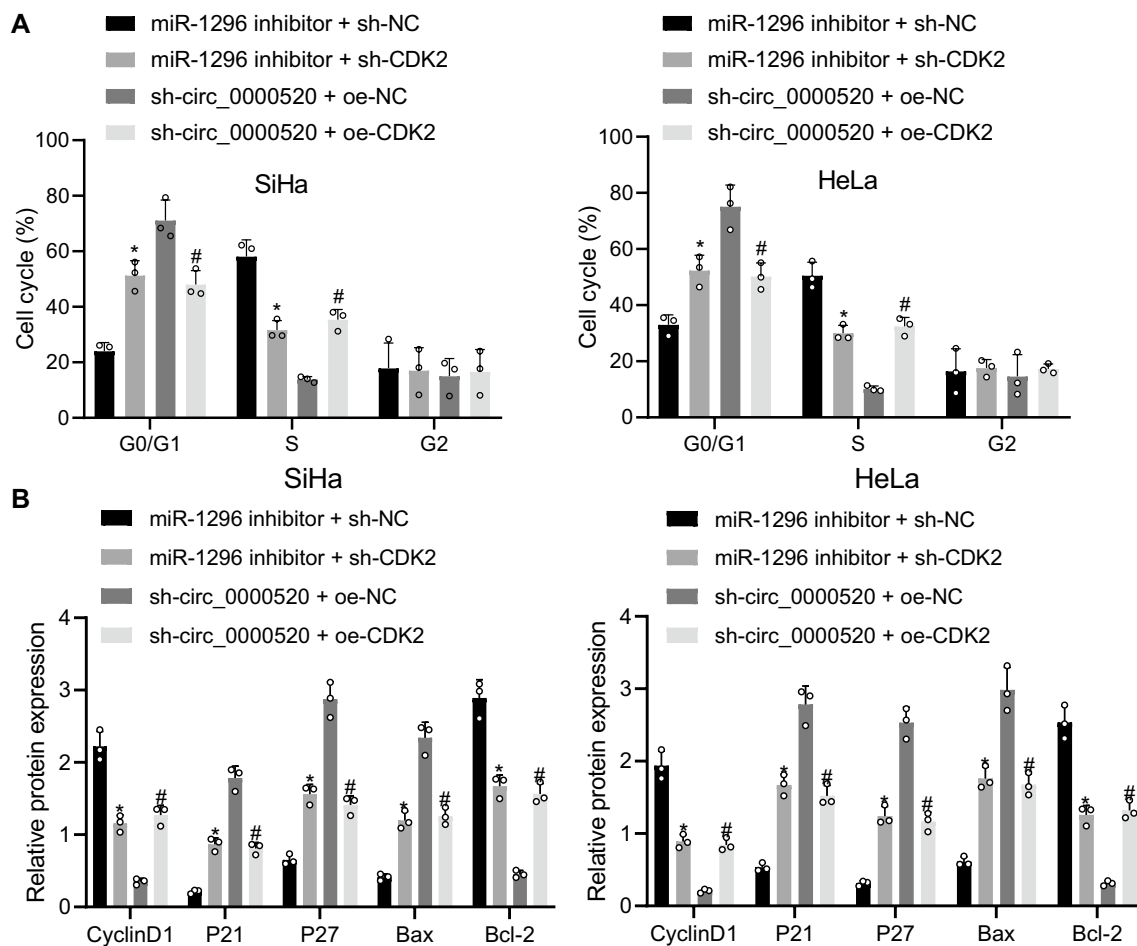 A
miR-1296 inhibitor + sh-NC
miR-1296 inhibitor + sh-CDK2
sh-circ_0000520 + oe-NC
sh-circ_0000520 + oe-CDK2
SiHa
Cell cycle (%)
100
80
60
40
20
0
* # * #
G0/G1 S G2
miR-1296 inhibitor + sh-NC
miR-1296 inhibitor + sh-CDK2
sh-circ_0000520 + oe-NC
sh-circ_0000520 + oe-CDK2
HeLa
Cell cycle (%)
100
80
60
40
20
0
* # * #
G0/G1 S G2
B
SiHa
miR-1296 inhibitor + sh-NC
miR-1296 inhibitor + sh-CDK2
sh-circ_0000520 + oe-NC
sh-circ_0000520 + oe-CDK2
Relative protein expression
4
3
2
1
0
* # * # * # * # * #
CyclinD1 P21 P27 Bax Bcl-2
HeLa
miR-1296 inhibitor + sh-NC
miR-1296 inhibitor + sh-CDK2
sh-circ_0000520 + oe-NC
sh-circ_0000520 + oe-CDK2
Relative protein expression
4
3
2
1
0
* # * # * # * # * #
CyclinD1 P21 P27 Bax Bcl-2